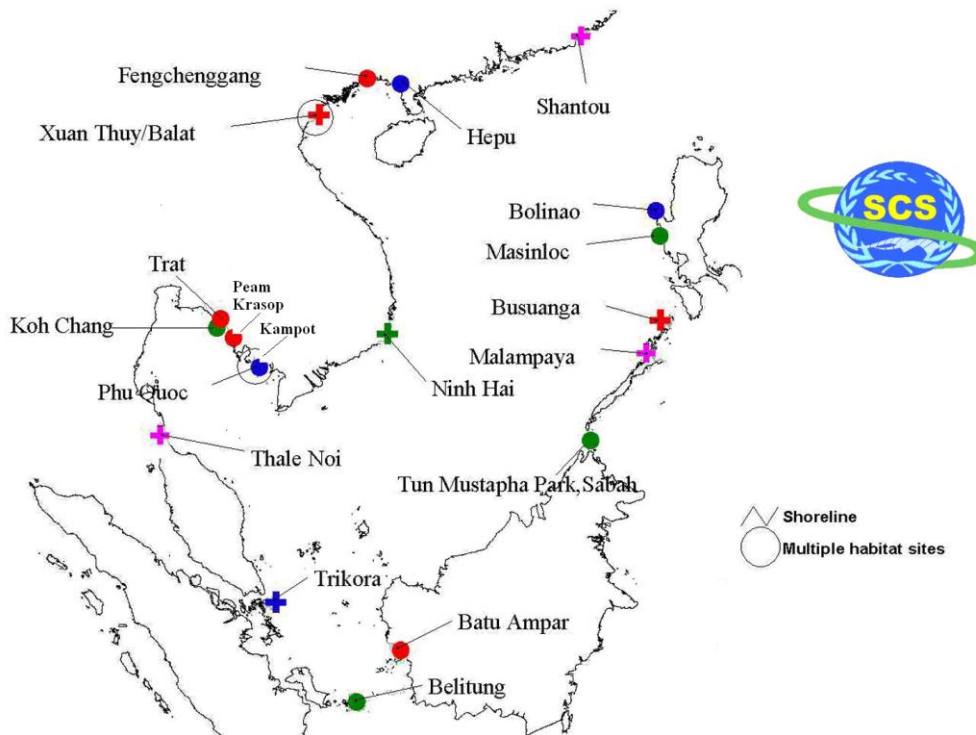 Fengchenggang
Xuan Thuy/Balat
Hepu
Shantou
SCS
Bolinao
Masinloc
Trat
Peam
Krasop
Koh Chang
Kampot
Phu Quoc
Ninh Hai
Busuanga
Malampaya
Thale Noi
Tun Mustapha Park,Sabah
Shoreline
Multiple habitat sites
Trikora
Batu Ampar
Belitung